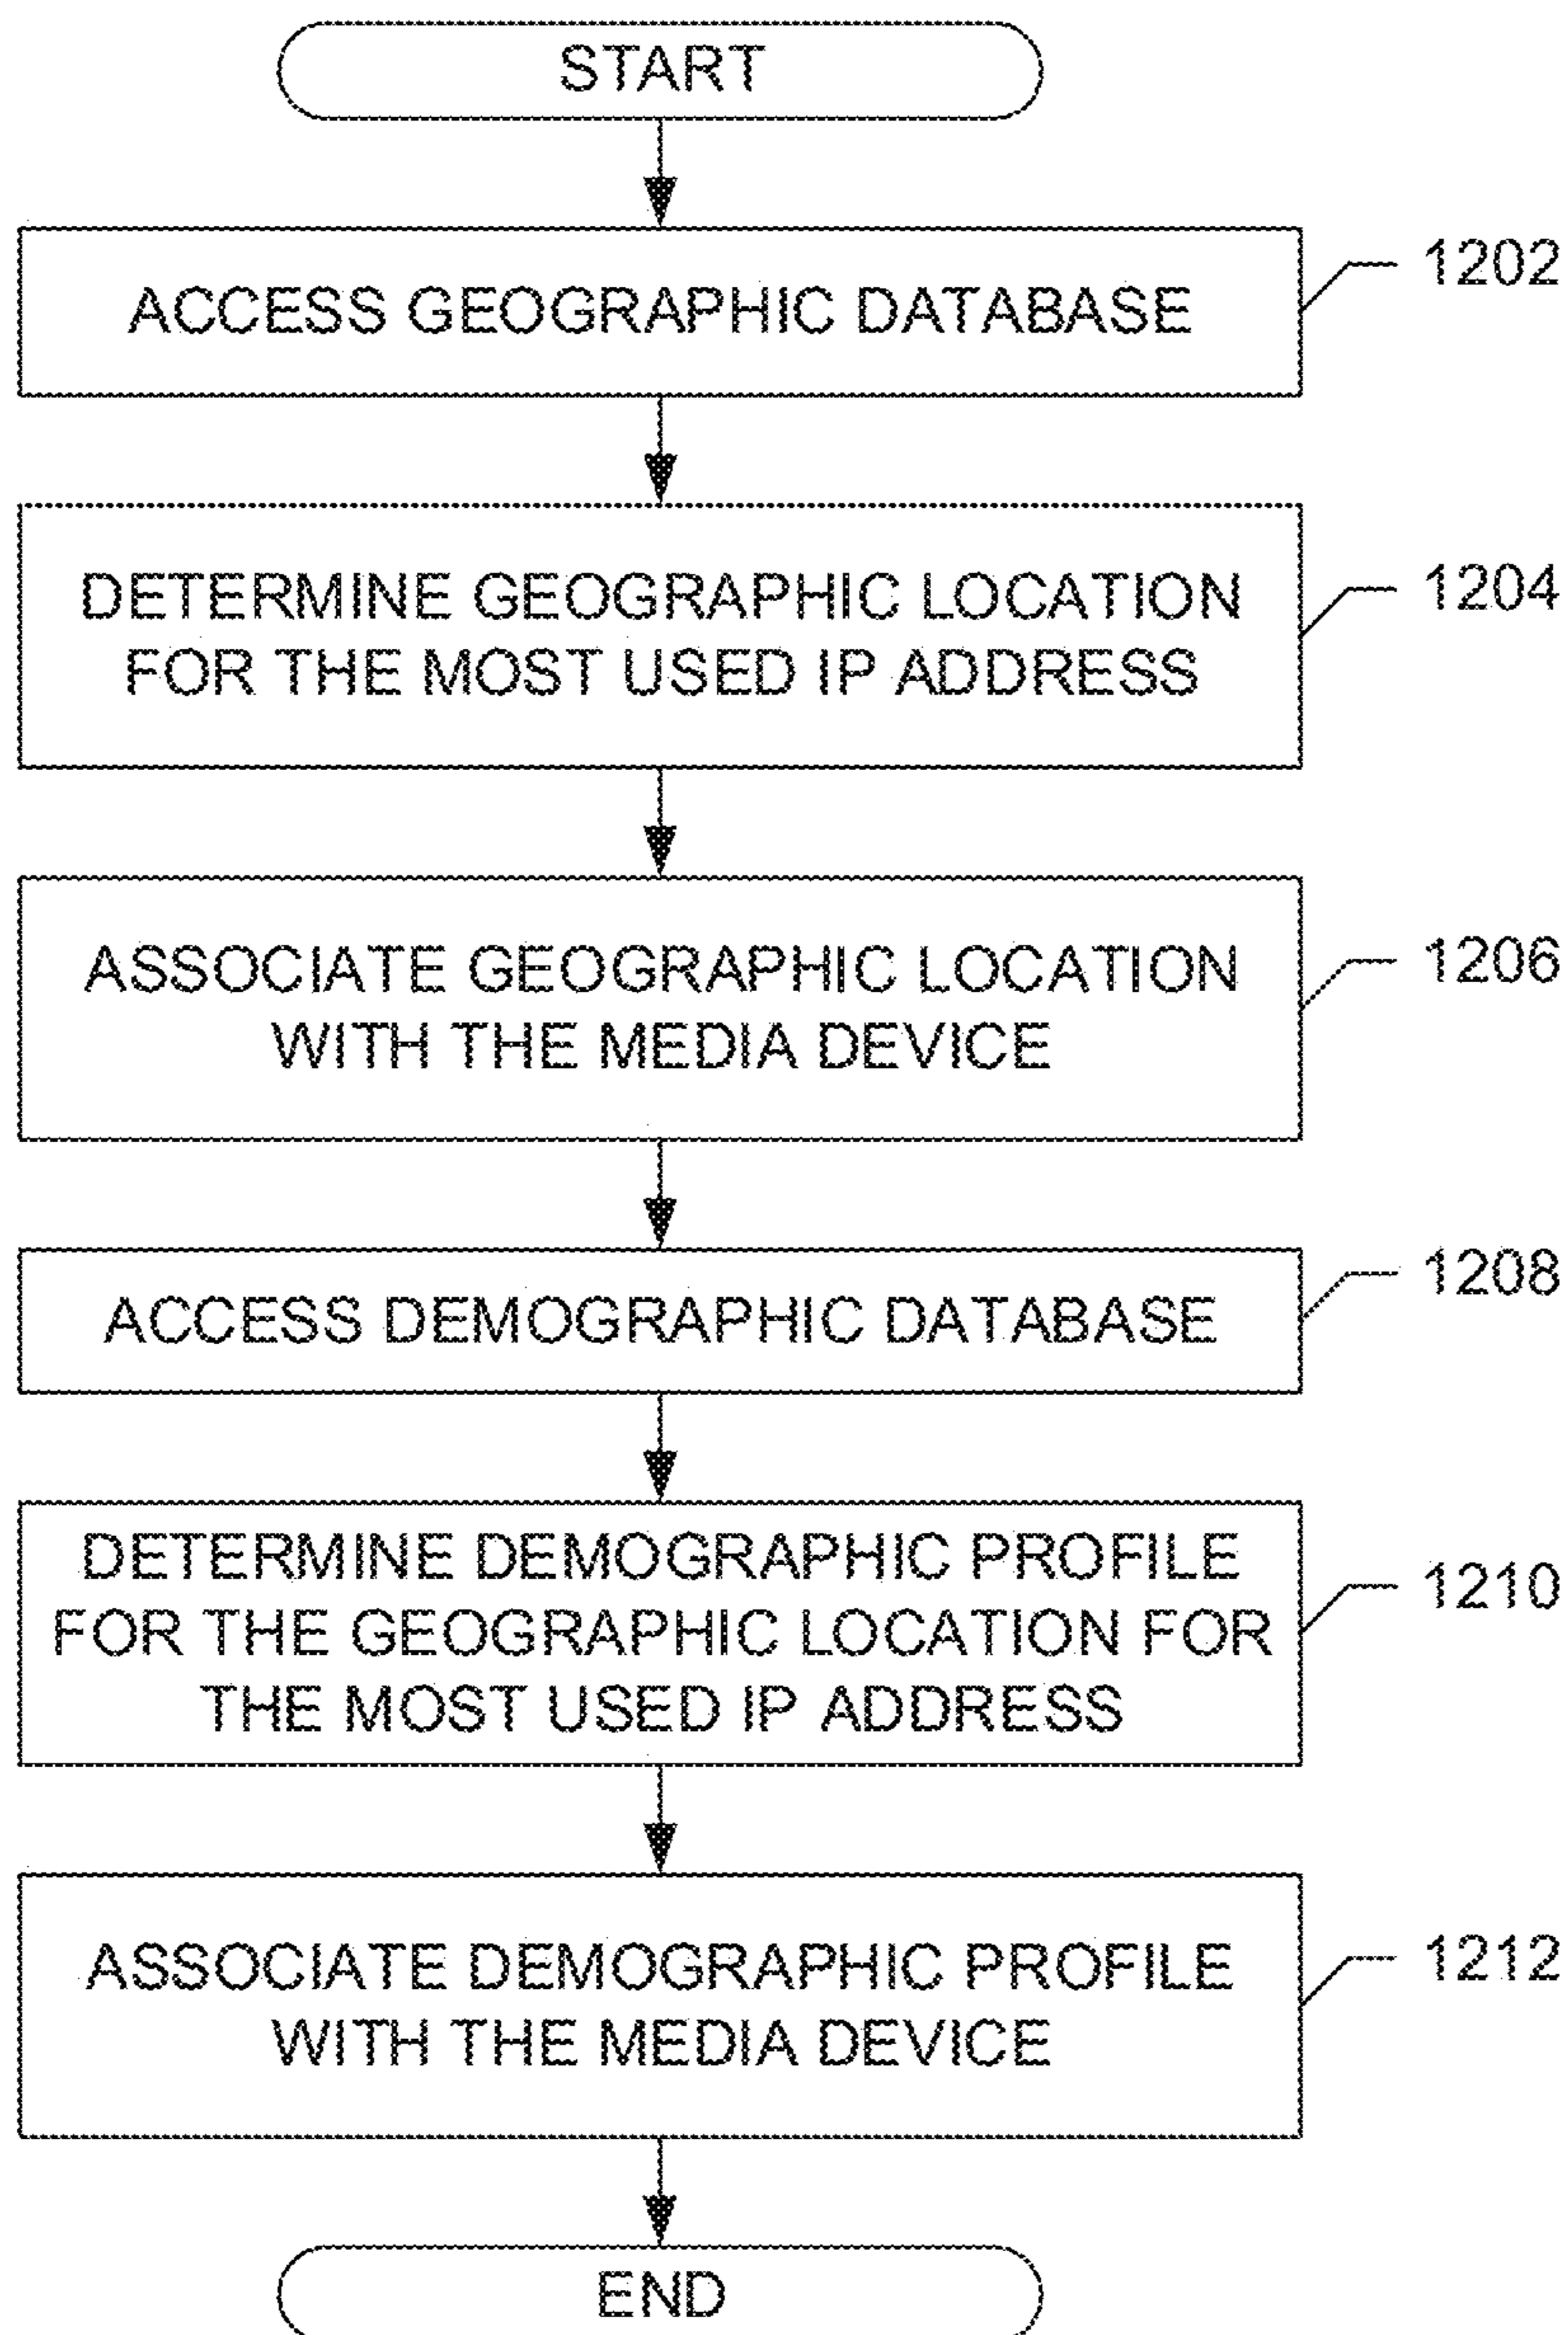 START
ACCESS GEOGRAPHIC DATABASE
1202
DETERMINE GEOGRAPHIC LOCATION
FOR THE MOST USED IP ADDRESS
1204
ASSOCIATE GEOGRAPHIC LOCATION
WITH THE MEDIA DEVICE
1206
ACCESS DEMOGRAPHIC DATABASE
1208
DETERMINE DEMOGRAPHIC PROFILE
FOR THE GEOGRAPHIC LOCATION FOR
THE MOST USED IP ADDRESS
1210
ASSOCIATE DEMOGRAPHIC PROFILE
WITH THE MEDIA DEVICE
1212
END